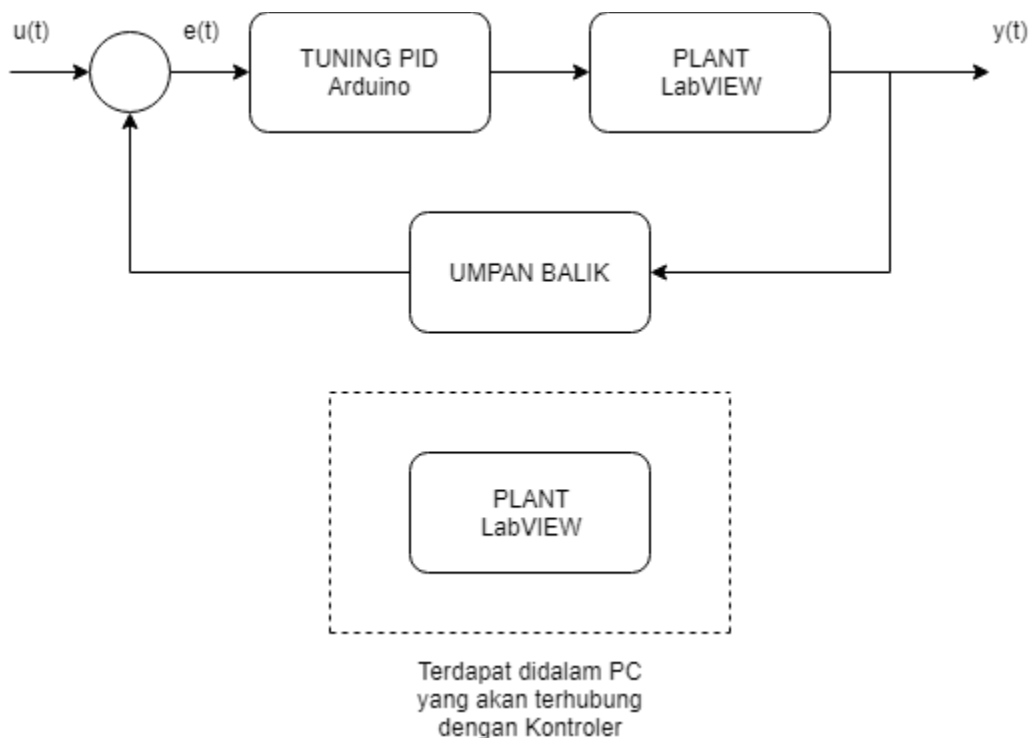 u(t)
e(t)
TUNING PID
Arduino
PLANT
LabVIEW
y(t)
UMPAN BALIK
PLANT
LabVIEW
Terdapat didalam PC
yang akan terhubung
dengan Kontroler